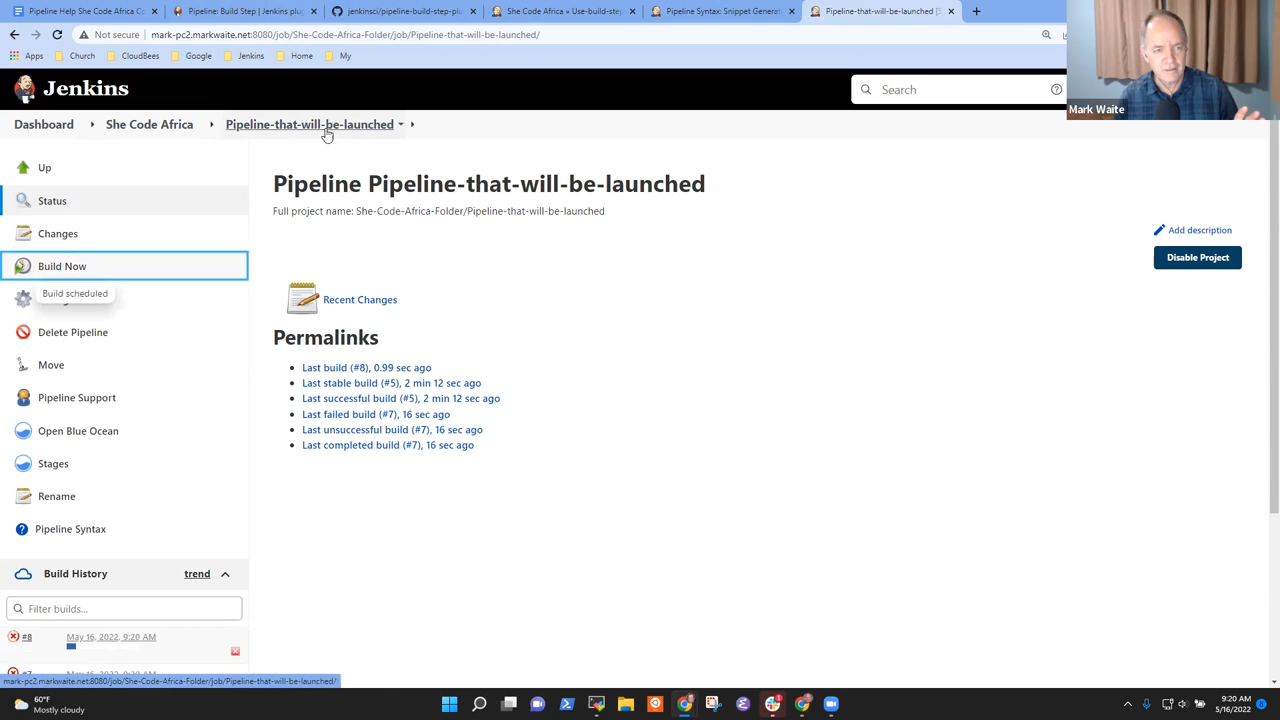 Pipeline Help She Code Africa Co
Pipeline: Build Step | Jenkins plug
jenkinsci/pipeline-build-step-plu
She Code Africa » Use-build-step
Pipeline Syntax: Snippet Generat
Pipeline-that-will-be-launched [
Not secure
mark-pc2.markwaite.net:8080/job/She-Code-Africa-Folder/job/Pipeline-that-will-be-launched/
Apps
Church
CloudBees
Google
Jenkins
Home
My
Jenkins
Search
Mark Waite
Dashboard
She Code Africa
Pipeline-that-will-be-launched
Up
Status
Changes
Build Now
Build scheduled
Delete Pipeline
Move
Pipeline Support
Open Blue Ocean
Stages
Rename
Pipeline Syntax
Pipeline Pipeline-that-will-be-launched
Full project name: She-Code-Africa-Folder/Pipeline-that-will-be-launched
Add description
Disable Project
Recent Changes
Permalinks
Last build (#8), 0.99 sec ago
Last stable build (#5), 2 min 12 sec ago
Last successful build (#5), 2 min 12 sec ago
Last failed build (#7), 16 sec ago
Last unsuccessful build (#7), 16 sec ago
Last completed build (#7), 16 sec ago
Build History
trend
Filter builds...
#8
May 16, 2022, 9:20 AM
mark-pc2.markwaite.net:8080/job/She-Code-Africa-Folder/job/Pipeline-that-will-be-launched/
60°F
Mostly cloudy
9:20 AM
5/16/2022